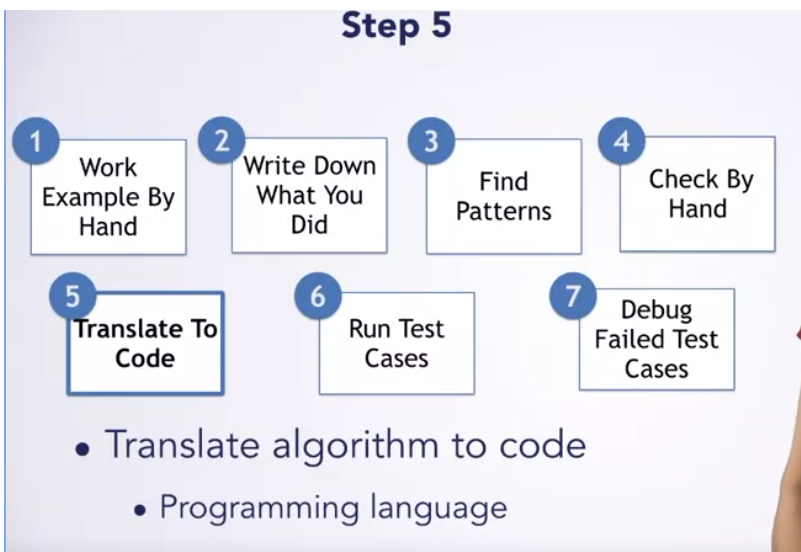 Step 5
1
Work
Example By
Hand
2
Write Down
What You
Did
3
Find
Patterns
4
Check By
Hand
5
Translate To
Code
6
Run Test
Cases
7
Debug
Failed Test
Cases
• Translate algorithm to code
• Programming language